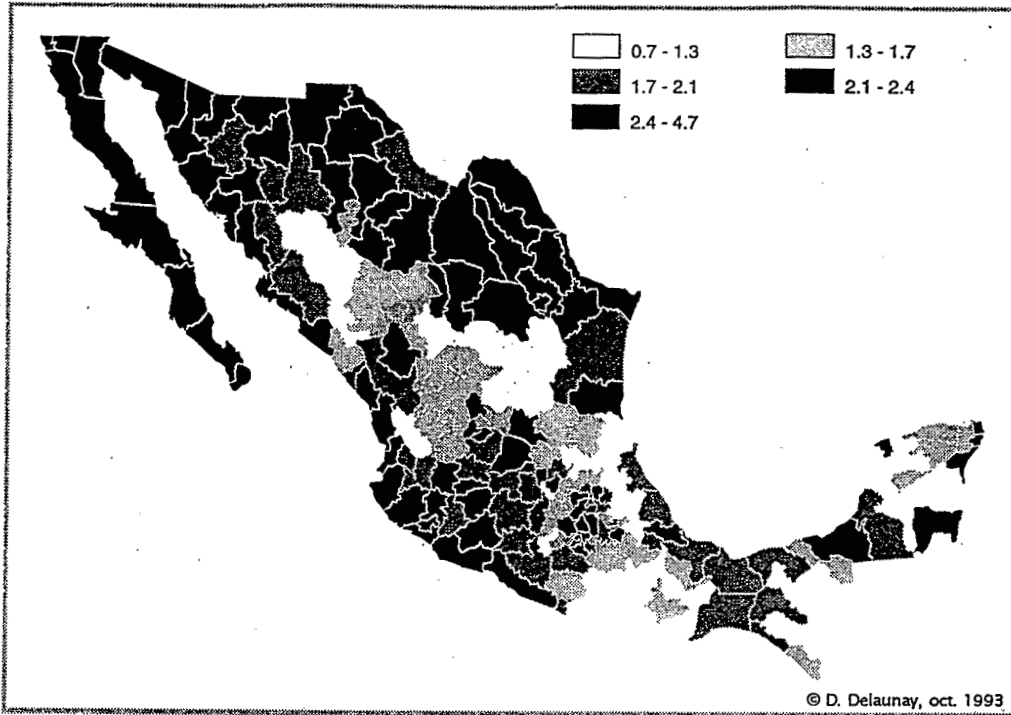 0.7 - 1.3
1.3 - 1.7
1.7 - 2.1
2.1 - 2.4
2.4 - 4.7
© D. Delaunay, oct. 1993